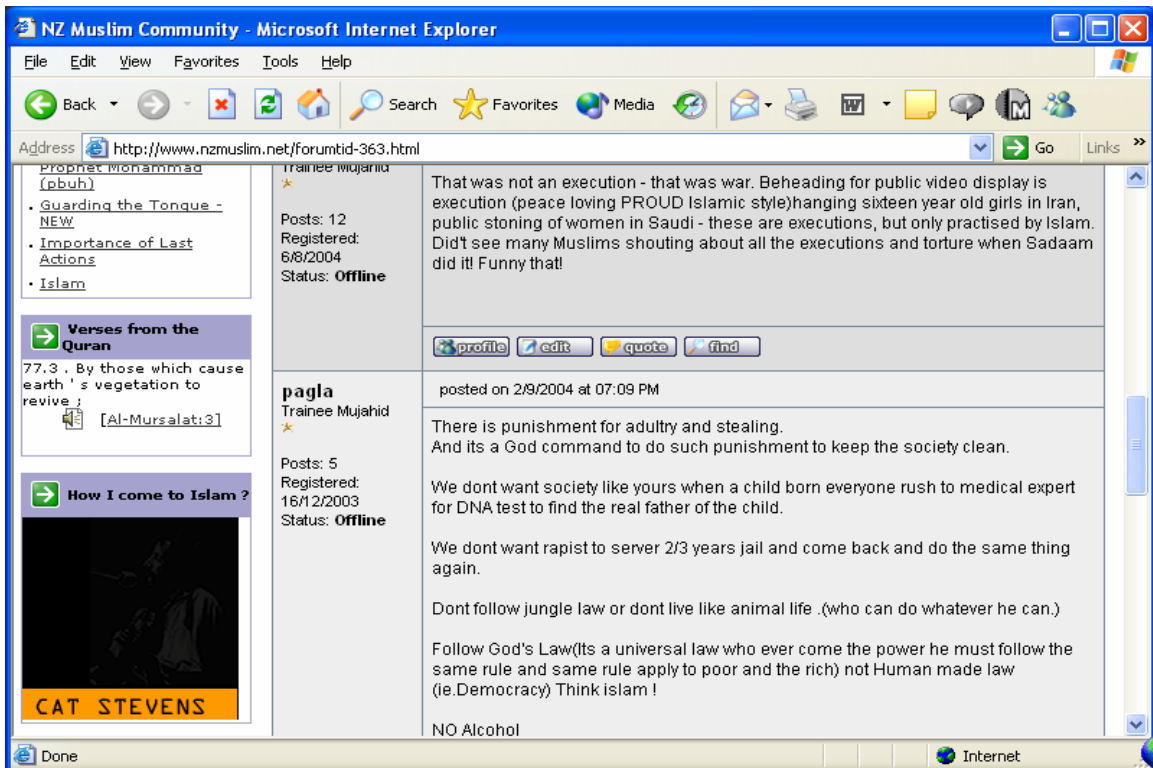 NZ Muslim Community - Microsoft Internet Explorer
File Edit View Favorites Tools Help
Back Search Favorites Media
Address http://www.nzmuslim.net/forumtid-363.html Go Links »
Prophet Mohammad
(pbuh)
Guarding the Tongue -
NEW
Importance of Last
Actions
Islam
Verses from the
Quran
77.3 . By those which cause
earth ' s vegetation to
revive ;
[Al-Mursalat:3]
How I come to Islam ?
CAT STEVENS
Trainee Mujahid
Posts: 12
Registered:
6/8/2004
Status: Offline
That was not an execution - that was war. Beheading for public video display is
execution (peace loving PROUD Islamic style)hanging sixteen year old girls in Iran,
public stoning of women in Saudi - these are executions, but only practised by Islam.
Did't see many Muslims shouting about all the executions and torture when Sadaam
did it! Funny that!
profile edit quote find
pagla
Trainee Mujahid
Posts: 5
Registered:
16/12/2003
Status: Offline
posted on 2/9/2004 at 07:09 PM
There is punishment for adultry and stealing.
And its a God command to do such punishment to keep the society clean.
We dont want society like yours when a child born everyone rush to medical expert
for DNA test to find the real father of the child.
We dont want rapist to server 2/3 years jail and come back and do the same thing
again.
Dont follow jungle law or dont live like animal life .(who can do whatever he can.)
Follow God's Law(Its a universal law who ever come the power he must follow the
same rule and same rule apply to poor and the rich) not Human made law
(ie.Democracy) Think islam !
NO Alcohol
Done Internet